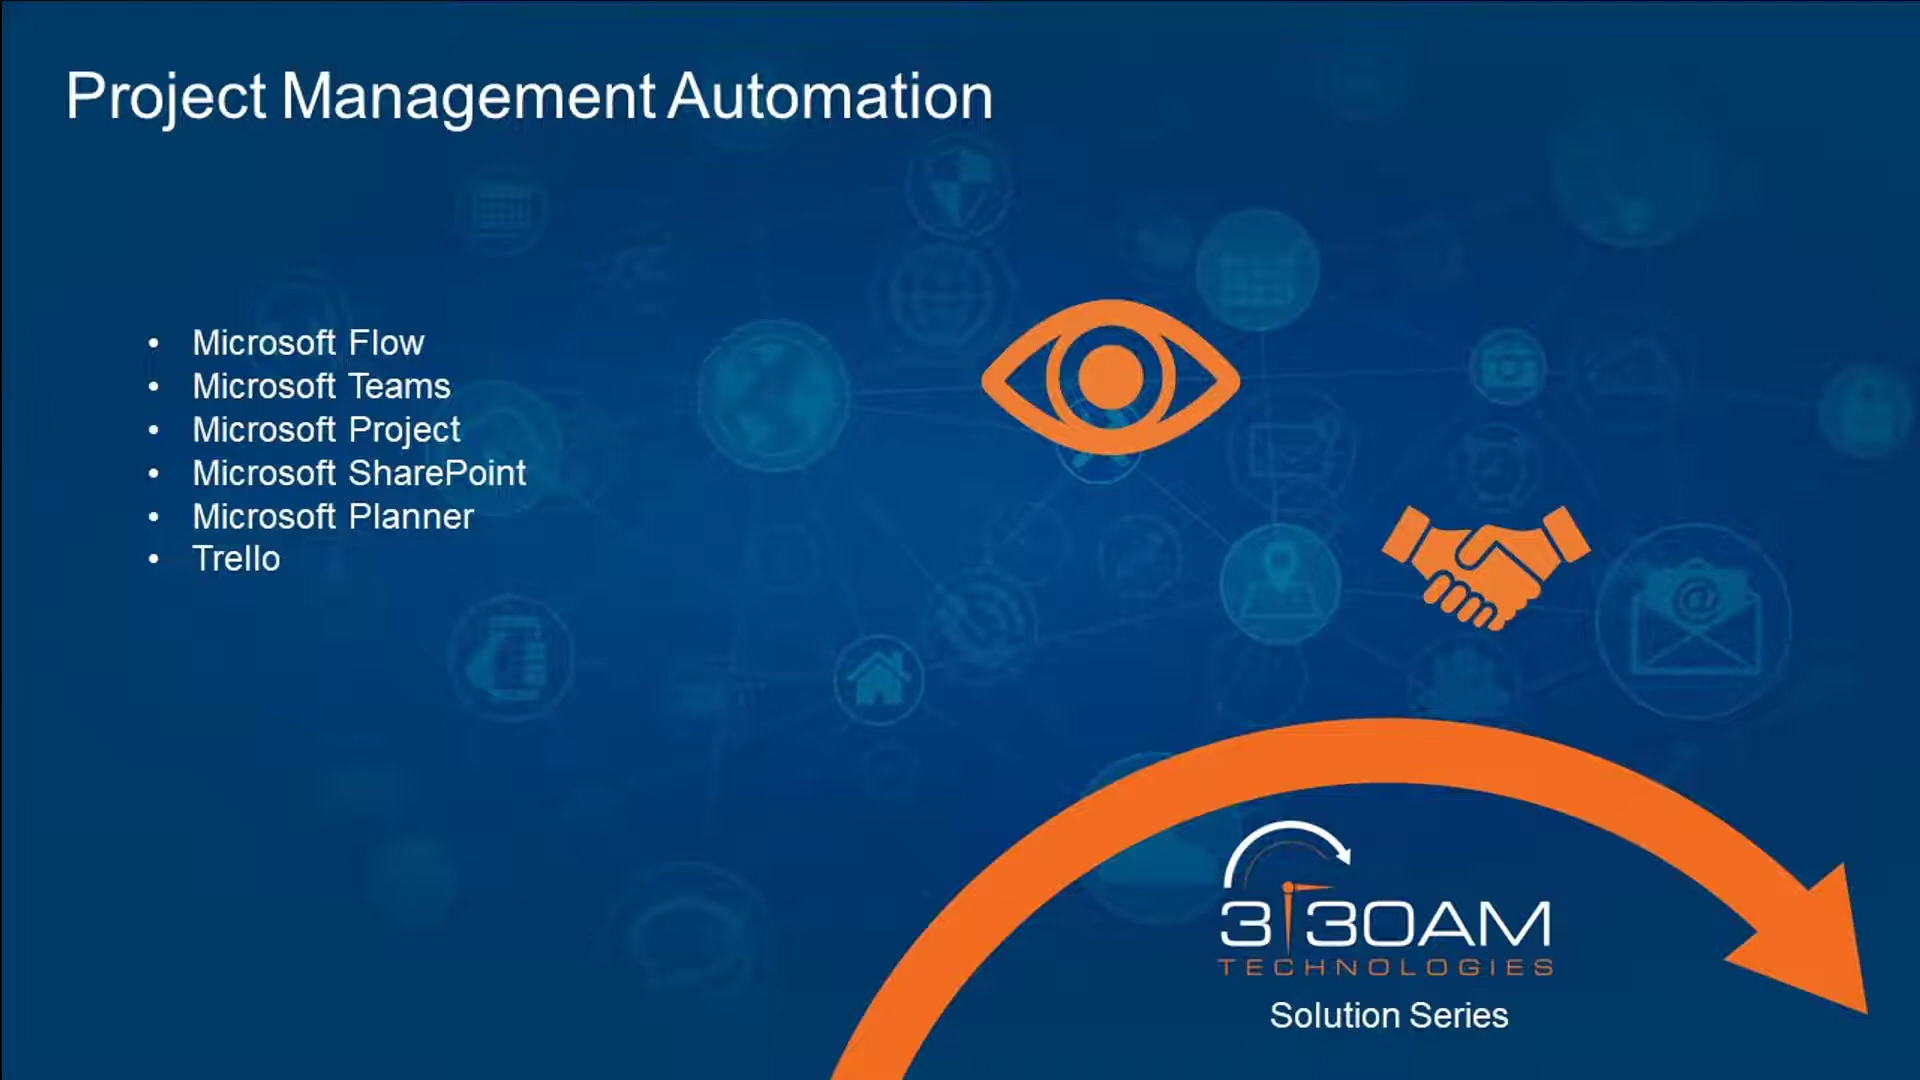 Project Management Automation
• Microsoft Flow
• Microsoft Teams
• Microsoft Project
• Microsoft SharePoint
• Microsoft Planner
• Trello
3:30AM
TECHNOLOGIES
Solution Series